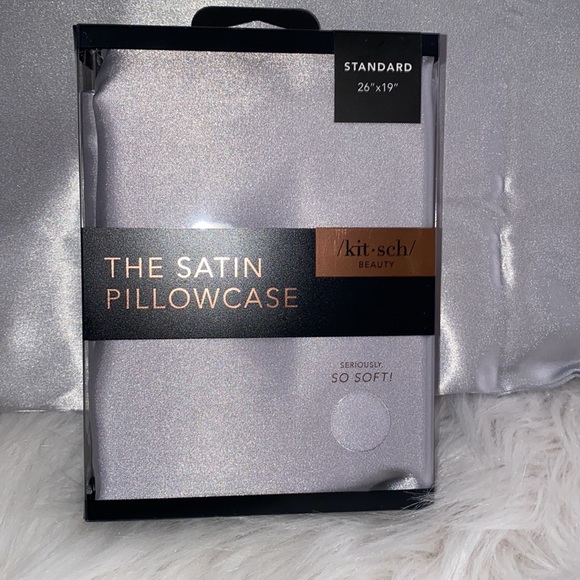 STANDARD
26"x19"
/kit·sch/
BEAUTY
THE SATIN
PILLOWCASE
SERIOUSLY
SO SOFT!